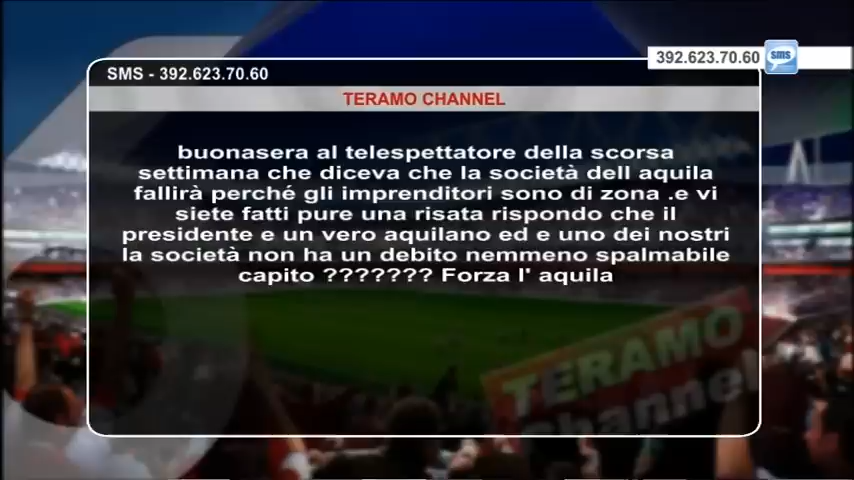 392.623.70.60
sms
SMS - 392.623.70.60
TERAMO CHANNEL
buonasera al telespettatore della scorsa
settimana che diceva che la società dell aquila
fallirà perché gli imprenditori sono di zona .e vi
siete fatti pure una risata rispondo che il
presidente e un vero aquilano ed e uno dei nostri
la società non ha un debito nemmeno spalmabile
capito ??????? Forza l' aquila
TERAMO
Channel